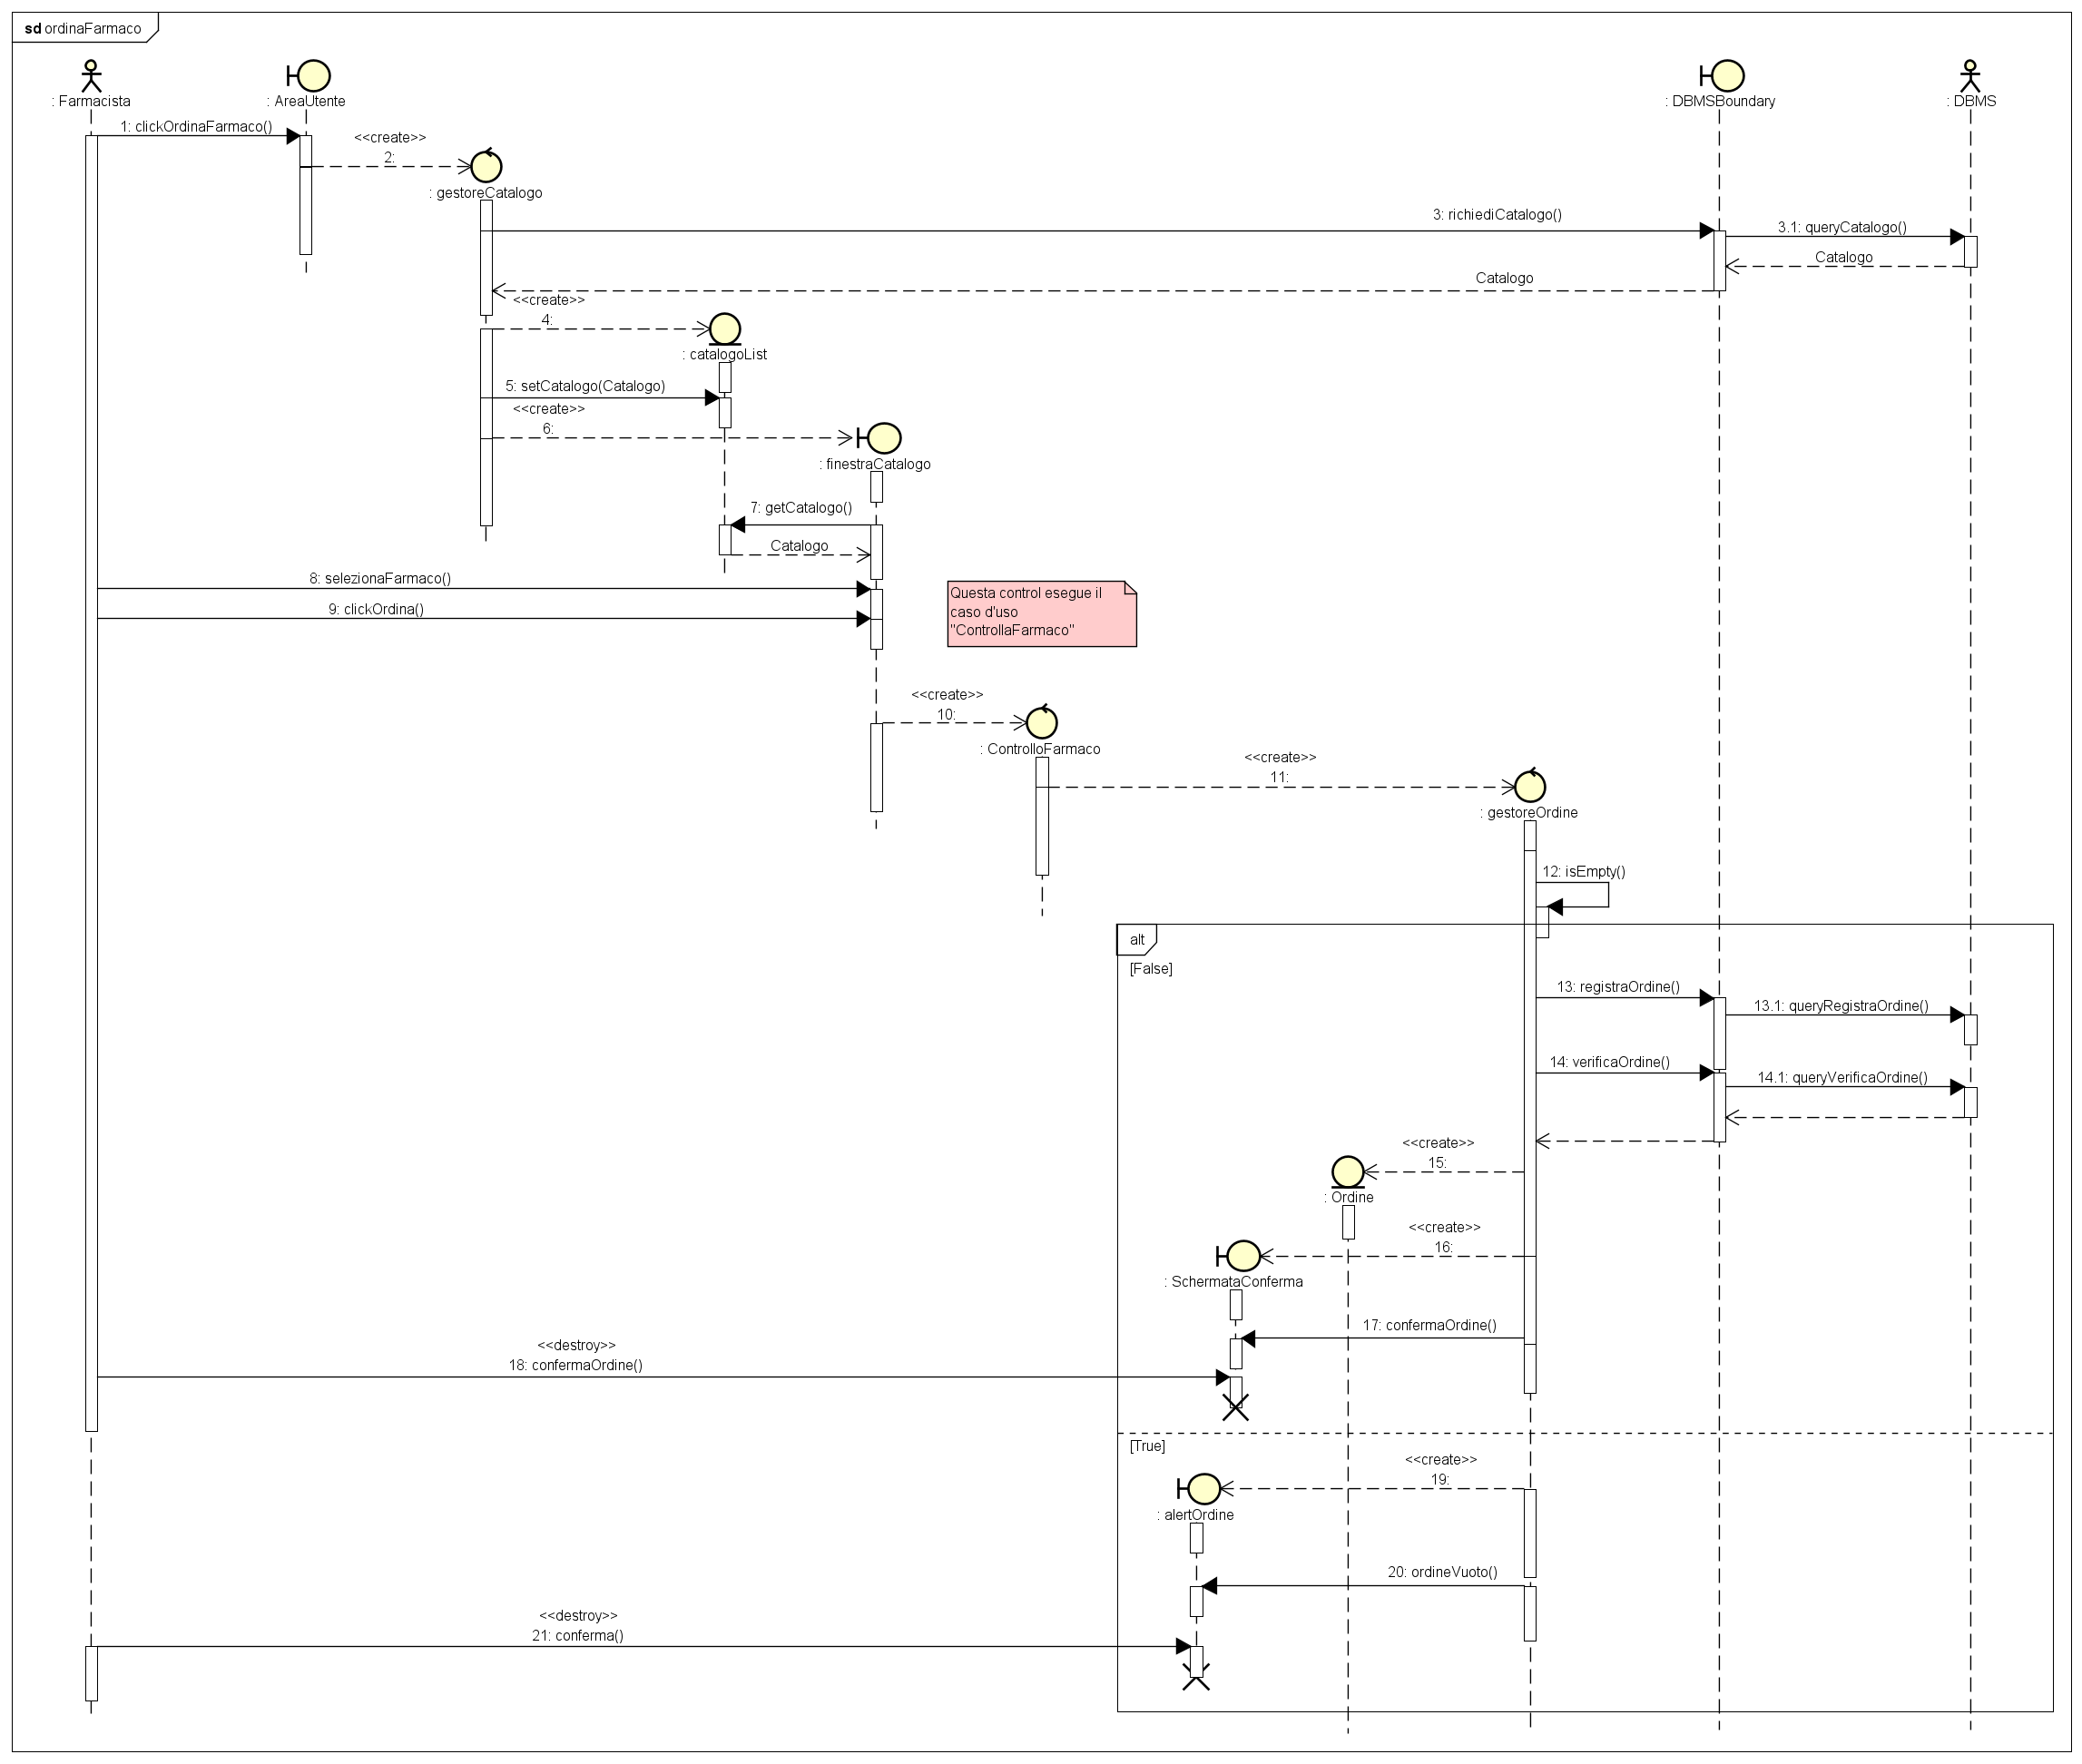 sd ordinaFarmaco
: Farmacista
: AreaUtente
: DBMSBoundary
: DBMS
1: clickOrdinaFarmaco()
<<create>>
2:
: gestoreCatalogo
3: richiediCatalogo()
3.1: queryCatalogo()
Catalogo
Catalogo
<<create>>
4:
: catalogoList
5: setCatalogo(Catalogo)
<<create>>
6:
: finestraCatalogo
7: getCatalogo()
Catalogo
8: selezionaFarmaco()
9: clickOrdina()
Questa control esegue il
caso d'uso
"ControllaFarmaco"
<<create>>
10:
: ControlloFarmaco
<<create>>
11:
: gestoreOrdine
12: isEmpty()
alt
[False]
13: registraOrdine()
13.1: queryRegistraOrdine()
14: verificaOrdine()
14.1: queryVerificaOrdine()
<<create>>
15:
: Ordine
<<create>>
16:
: SchermataConferma
17: confermaOrdine()
<<destroy>>
18: confermaOrdine()
[True]
<<create>>
19:
: alertOrdine
20: ordineVuoto()
<<destroy>>
21: conferma()